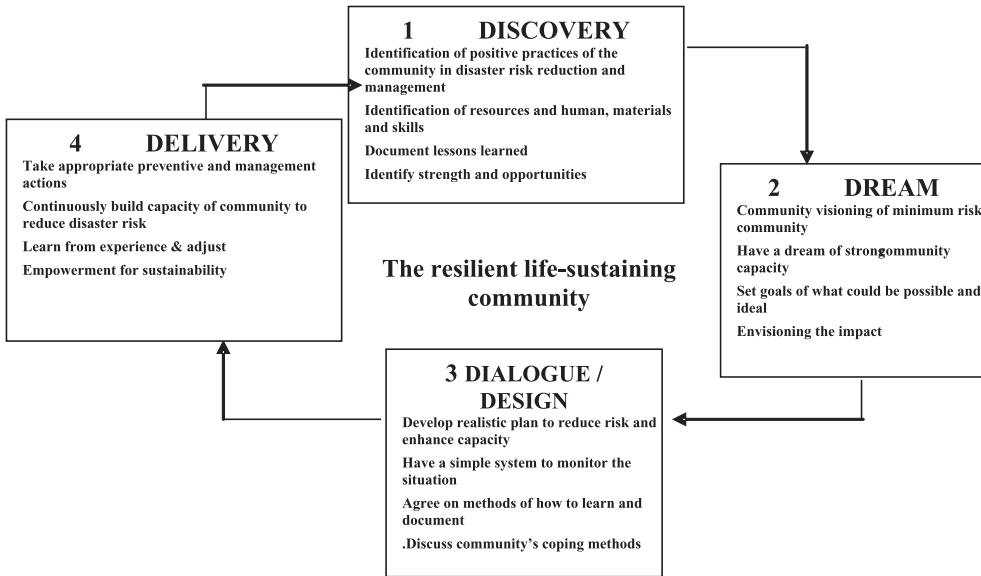 1 DISCOVERY
Identification of positive practices of the
community in disaster risk reduction and
management
Identification of resources and human, materials
and skills
Document lessons learned
Identify strength and opportunities
2 DREAM
Community visioning of minimum risk
community
Have a dream of strongcommunity
capacity
Set goals of what could be possible and
ideal
Envisioning the impact
3 DIALOGUE /
DESIGN
Develop realistic plan to reduce risk and
enhance capacity
Have a simple system to monitor the
situation
Agree on methods of how to learn and
document
.Discuss community’s coping methods
4 DELIVERY
Take appropriate preventive and management
actions
Continuously build capacity of community to
reduce disaster risk
Learn from experience & adjust
Empowerment for sustainability
The resilient life-sustaining
community